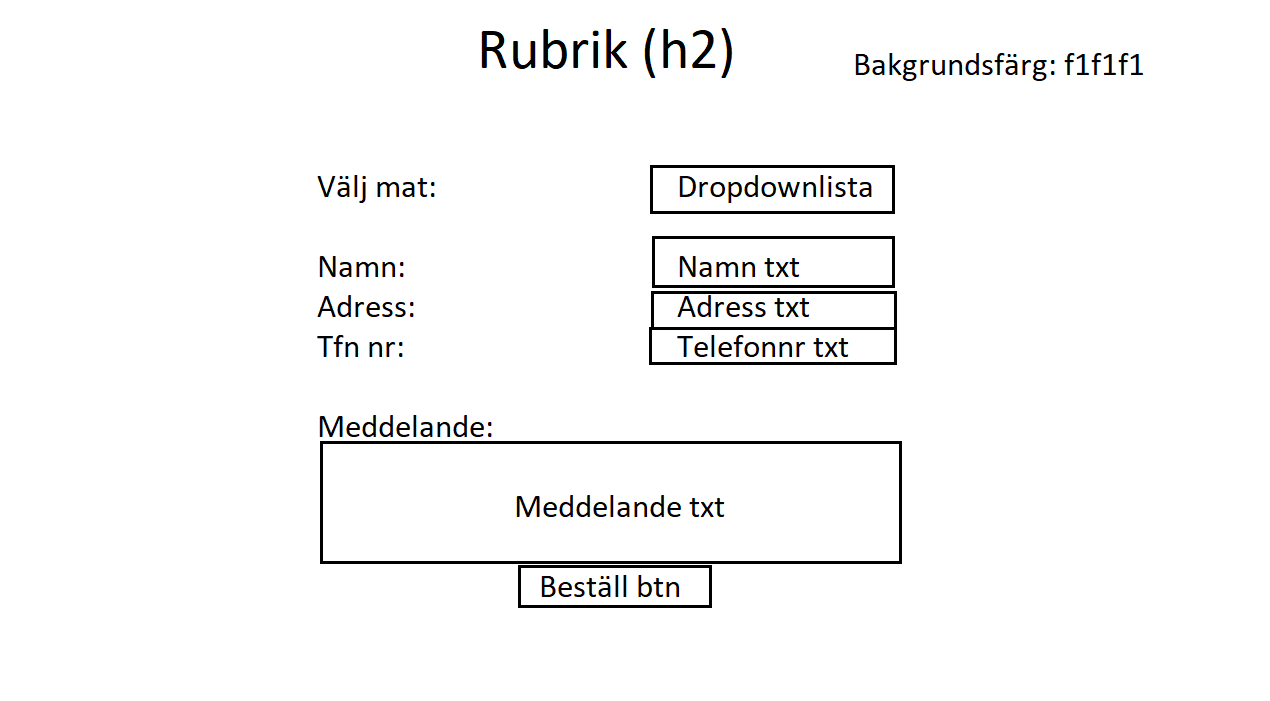 Rubrik (h2)
Bakgrundsfärg: f1f1f1
Välj mat:
Dropdownlista
Namn:
Namn txt
Adress:
Adress txt
Tfn nr:
Telefonnr txt
Meddelande:
Meddelande txt
Beställ btn